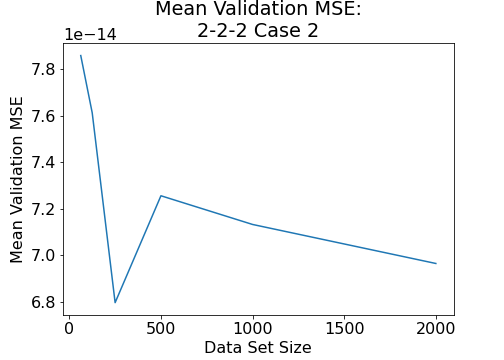 Mean Validation MSE:
2-2-2 Case 2
1e−14
7.8
7.6
7.4
7.2
7.0
6.8
Mean Validation MSE
0 500 1000 1500 2000
Data Set Size